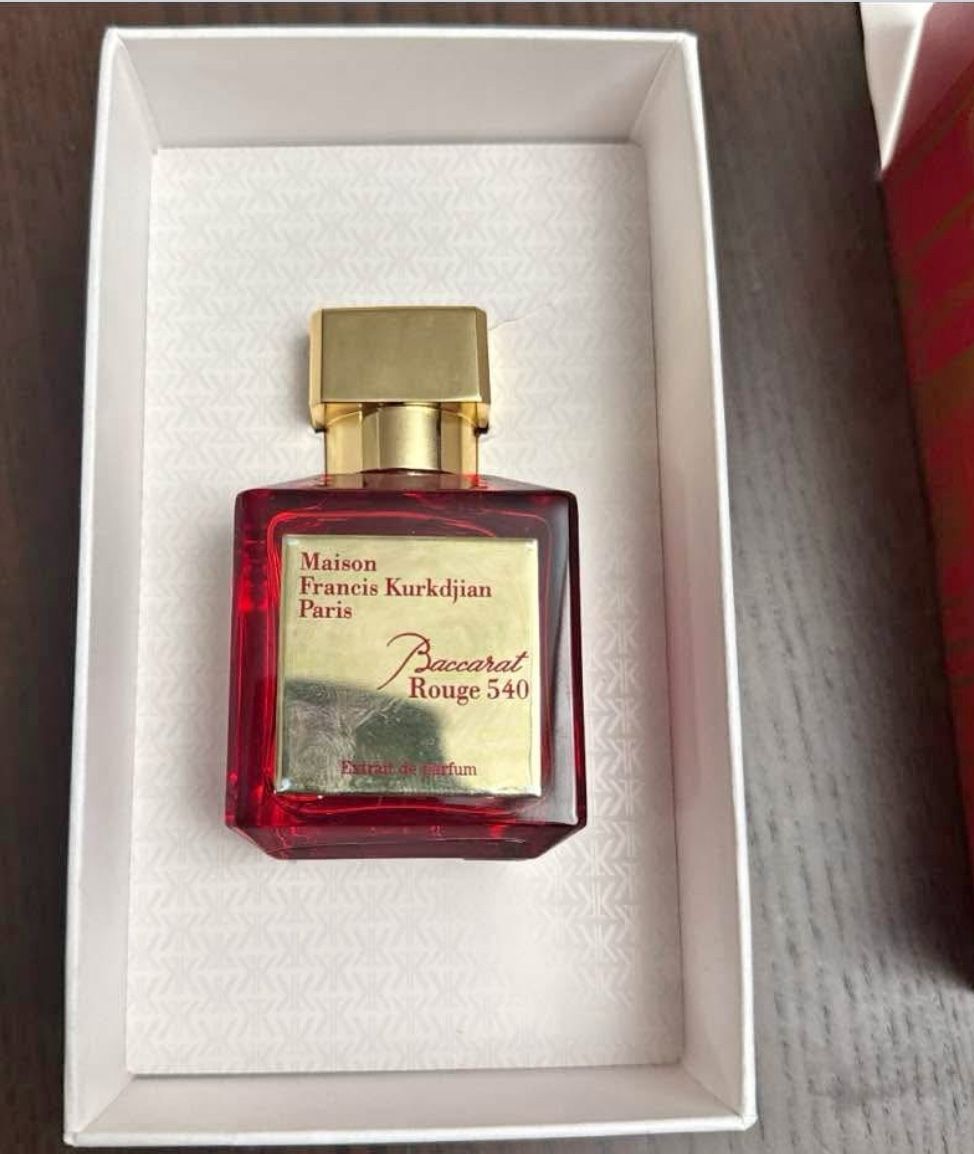 Maison
Francis Kurkdjian
Paris
Baccarat
Rouge 540
Extrait de parfum